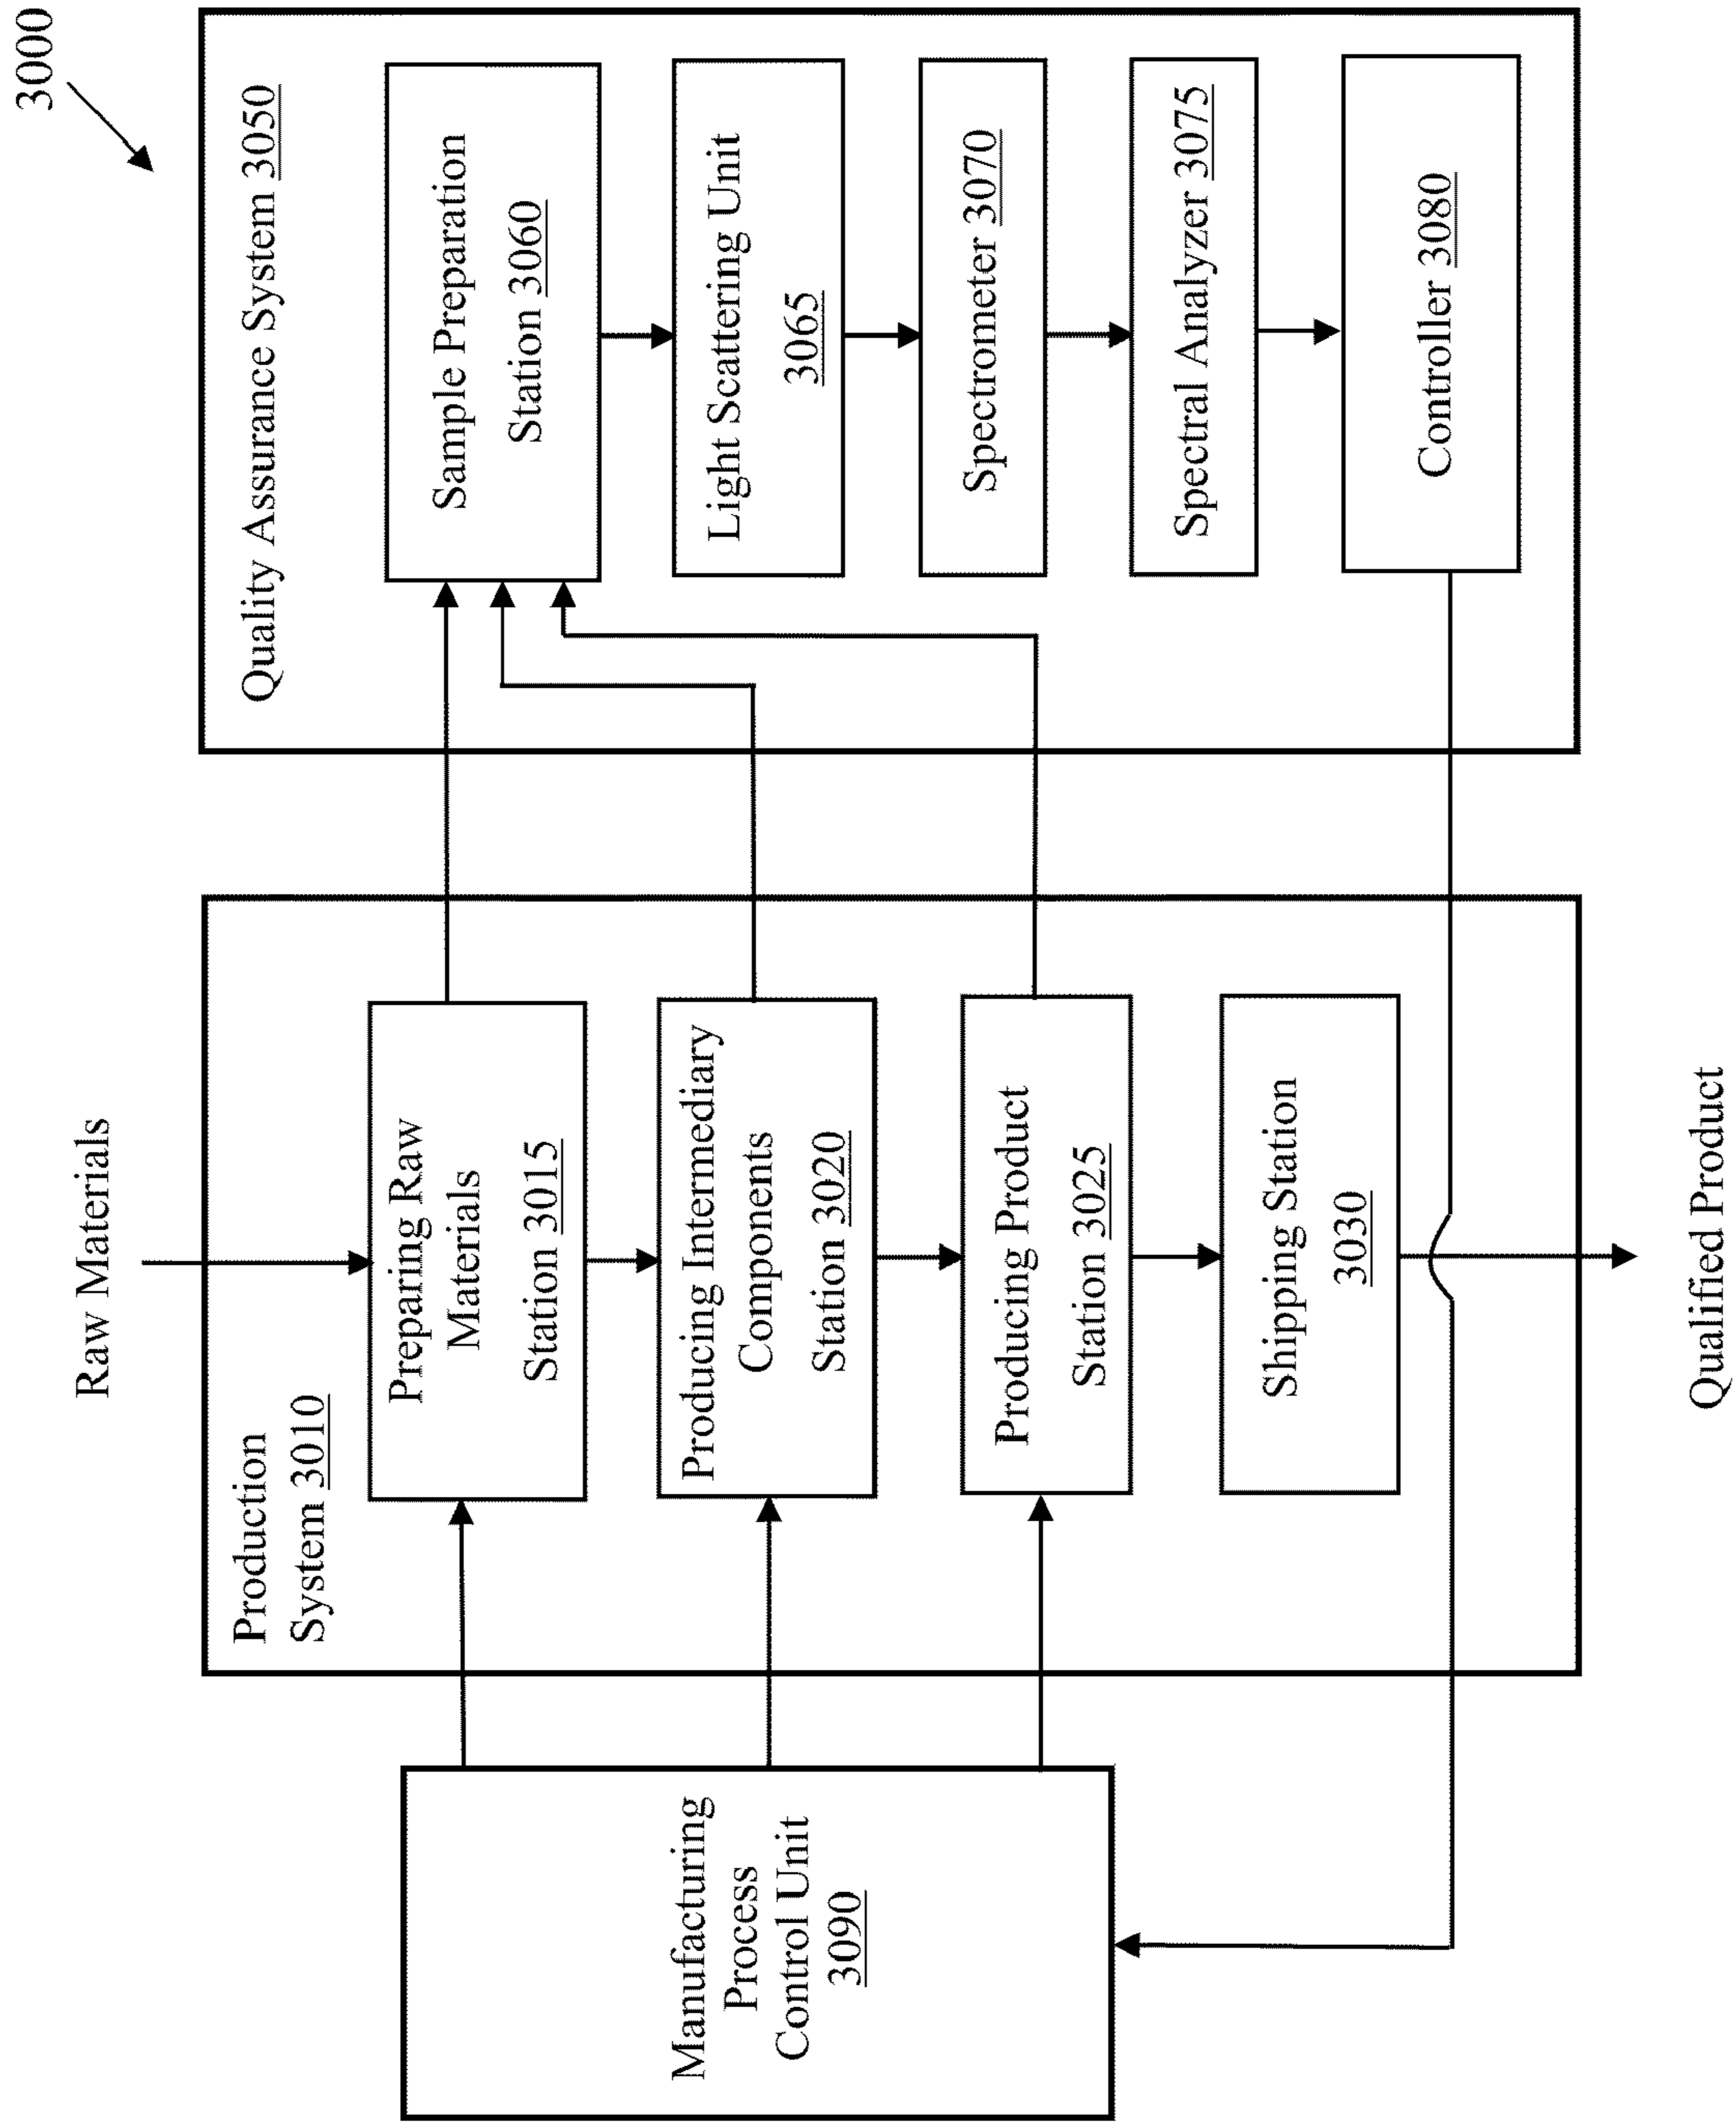 3000
Raw Materials
Manufacturing
Process
Control Unit
3090
Production
System 3010
Preparing Raw
Materials
Station 3015
Producing Intermediary
Components
Station 3020
Producing Product
Station 3025
Shipping Station
3030
Quality Assurance System 3050
Sample Preparation
Station 3060
Light Scattering Unit
3065
Spectrometer 3070
Spectral Analyzer 3075
Controller 3080
Qualified Product